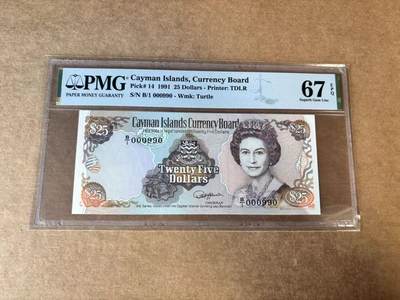 PMG
PAPER MONEY GUARANTY
Cayman Islands, Currency Board
Pick# 14 1991 25 Dollars - Printer: TDLR
S/N B/1 000990 - Wmk: Turtle
67 EPQ
Superb Gem Unc
Cayman Islands Currency Board
$25
B/1 000990
Twenty Five
Dollars
$25
$25
B/1 000990